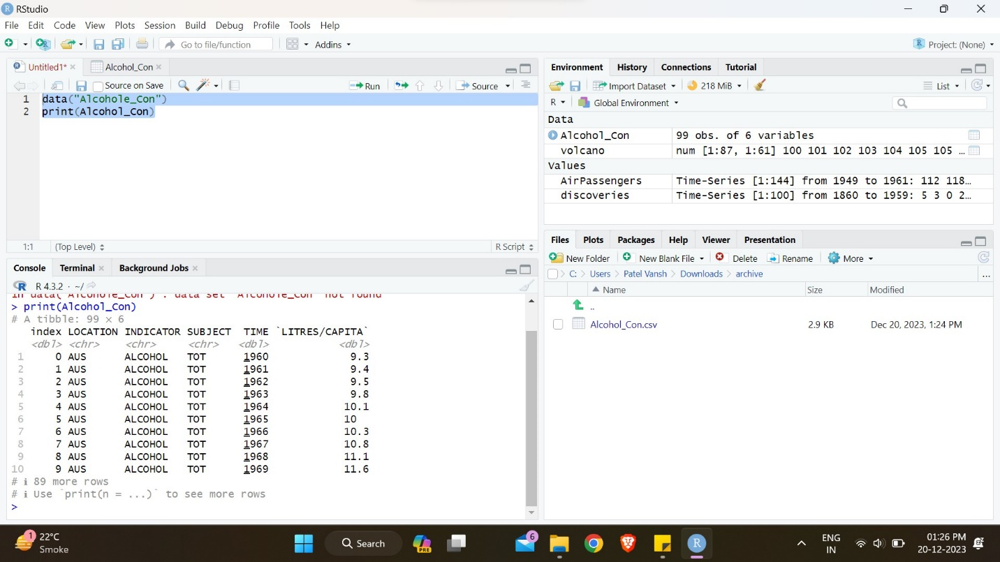 RStudio
File Edit Code View Plots Session Build Debug Profile Tools Help
Go to file/function Addins Project: (None)
Untitled1* Alcohol_Con
Source on Save Run Source
1 data("Alcohole_Con")
2 print(Alcohol_Con)
1:1 (Top Level) R Script
Console Terminal Background Jobs
R 4.3.2 · ~/
In data("Alcohole_Con") : data set ‘Alcohole_Con’ not found
> print(Alcohol_Con)
# A tibble: 99 × 6
index LOCATION INDICATOR SUBJECT TIME `LITRES/CAPITA`
<dbl> <chr> <chr> <chr> <dbl> <dbl>
1 0 AUS ALCOHOL TOT 1960 9.3
2 1 AUS ALCOHOL TOT 1961 9.4
3 2 AUS ALCOHOL TOT 1962 9.5
4 3 AUS ALCOHOL TOT 1963 9.8
5 4 AUS ALCOHOL TOT 1964 10.1
6 5 AUS ALCOHOL TOT 1965 10
7 6 AUS ALCOHOL TOT 1966 10.3
8 7 AUS ALCOHOL TOT 1967 10.8
9 8 AUS ALCOHOL TOT 1968 11.1
10 9 AUS ALCOHOL TOT 1969 11.6
# ℹ 89 more rows
# ℹ Use `print(n = ...)` to see more rows
>
Environment History Connections Tutorial
Import Dataset 218 MiB List
R Global Environment
Data
Alcohol_Con 99 obs. of 6 variables
volcano num [1:87, 1:61] 100 101 102 103 104 105 105 …
Values
AirPassengers Time-Series [1:144] from 1949 to 1961: 112 118…
discoveries Time-Series [1:100] from 1860 to 1959: 5 3 0 2…
Files Plots Packages Help Viewer Presentation
New Folder New Blank File Delete Rename More
C: > Users > Patel Vansh > Downloads > archive ...
Name Size Modified
..
Alcohol_Con.csv 2.9 KB Dec 20, 2023, 1:24 PM
1 22°C
Smoke
Search
PRE
6
R
ENG
IN
01:26 PM
20-12-2023